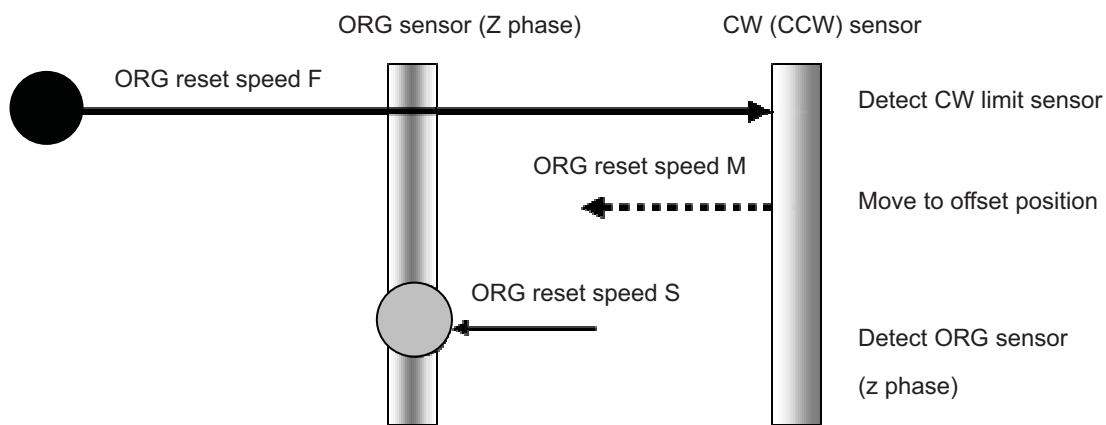 ORG sensor (Z phase)
CW (CCW) sensor
ORG reset speed F
Detect CW limit sensor
ORG reset speed M
Move to offset position
ORG reset speed S
Detect ORG sensor
(z phase)